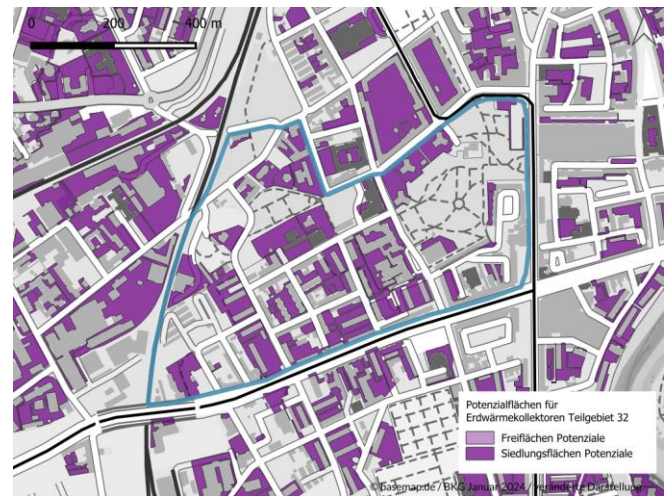 0 200 400 m
Potenzialflächen für
Erdwärmekollektoren Teilgebiet 32
Freiflächen Potenziale
Siedlungsflächen Potenziale
© basemap.de / BKG Januar 2024 / veränderte Darstellung